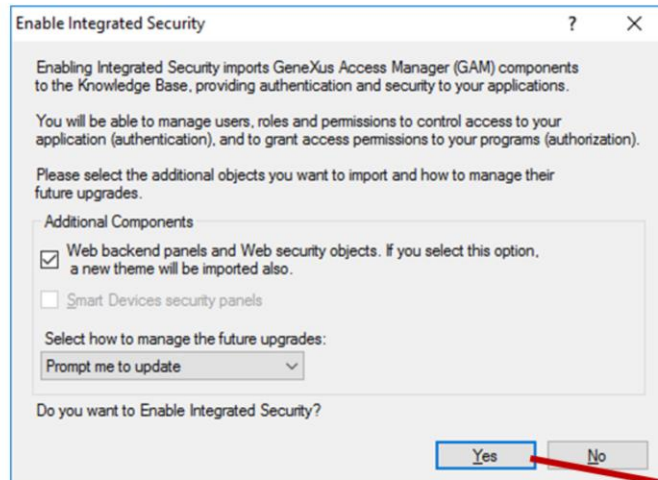 Enable Integrated Security
Enabling Integrated Security imports GeneXus Access Manager (GAM) components
to the Knowledge Base, providing authentication and security to your applications.
You will be able to manage users, roles and permissions to control access to your
application (authentication), and to grant access permissions to your programs (authorization).
Please select the additional objects you want to import and how to manage their
future upgrades.
Additional Components
Web backend panels and Web security objects. If you select this option,
a new theme will be imported also.
Smart Devices security panels
Select how to manage the future upgrades:
Prompt me to update
Do you want to Enable Integrated Security?
Yes No